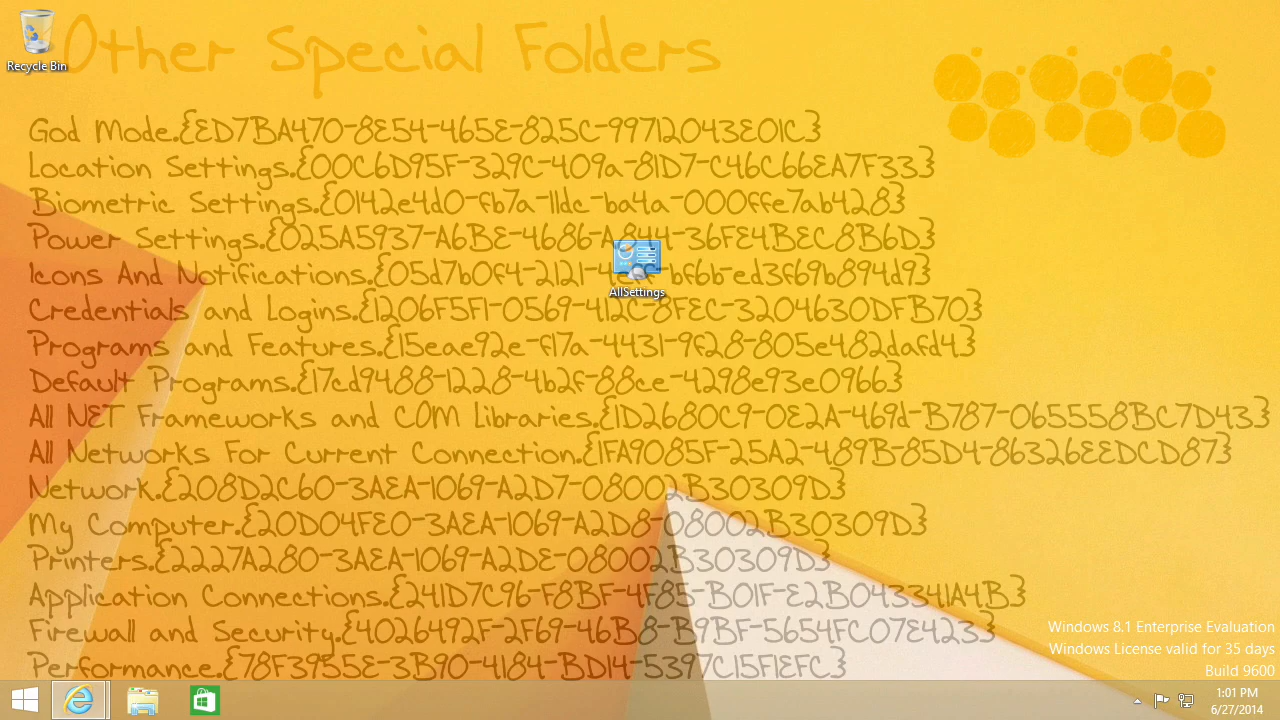 Other Special Folders
Recycle Bin
God Mode.{ED7BA470-8E54-465E-825C-99712043E01C}
Location Settings.{00C6D95F-329C-409a-81D7-C46C66EA7F33}
Biometric Settings.{0142e4d0-fb7a-11dc-ba4a-000ffe7ab428}
Power Settings.{025A5937-A6BE-4686-A844-36FE4BEC8B6D}
Icons And Notifications.{05d7b0f4-2121-4eff-bf6b-ed3f69b894d9}
AllSettings
Credentials and Logins.{1206F5F1-0569-412C-8FEC-3204630DFB70}
Programs and Features.{15eae92e-f17a-4431-9f28-805e482dafd4}
Default Programs.{17cd9488-1228-4b2f-88ce-4298e93e0966}
All NET Frameworks and COM Libraries.{1D2680C9-0E2A-469d-B787-065558BC7D43}
All Networks For Current Connection.{1FA9085F-25A2-489B-85D4-86326EEDCD87}
Network.{208D2C60-3AEA-1069-A2D7-08002B30309D}
My Computer.{20D04FE0-3AEA-1069-A2D8-08002B30309D}
Printers.{2227A280-3AEA-1069-A2DE-08002B30309D}
Application Connections.{241D7C96-F8BF-4F85-B01F-E2B043341A4B}
Firewall and Security.{4026492F-2F69-46B8-B9BF-5654FC07E423}
Windows 8.1 Enterprise Evaluation
Windows License valid for 35 days
Performance.{78F3955E-3B90-4184-BD14-5397C15F1EFC}
Build 9600
1:01 PM
6/27/2014